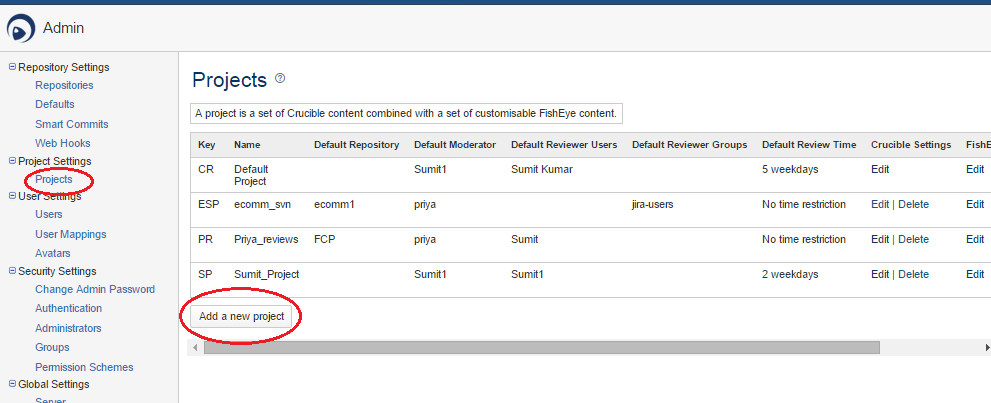 Admin
Repository Settings
Repositories
Defaults
Smart Commits
Web Hooks
Project Settings
Projects
User Settings
Users
User Mappings
Avatars
Security Settings
Change Admin Password
Authentication
Administrators
Groups
Permission Schemes
Global Settings
Server
Projects ?
A project is a set of Crucible content combined with a set of customisable FishEye content.
Key Name Default Repository Default Moderator Default Reviewer Users Default Reviewer Groups Default Review Time Crucible Settings FishE
CR Default Sumit1 Sumit Kumar 5 weekdays Edit Edit
Project
ESP ecomm_svn ecomm1 priya jira-users No time restriction Edit | Delete Edit
PR Priya_reviews FCP priya Sumit No time restriction Edit | Delete Edit
SP Sumit_Project Sumit1 Sumit1 2 weekdays Edit | Delete Edit
Add a new project